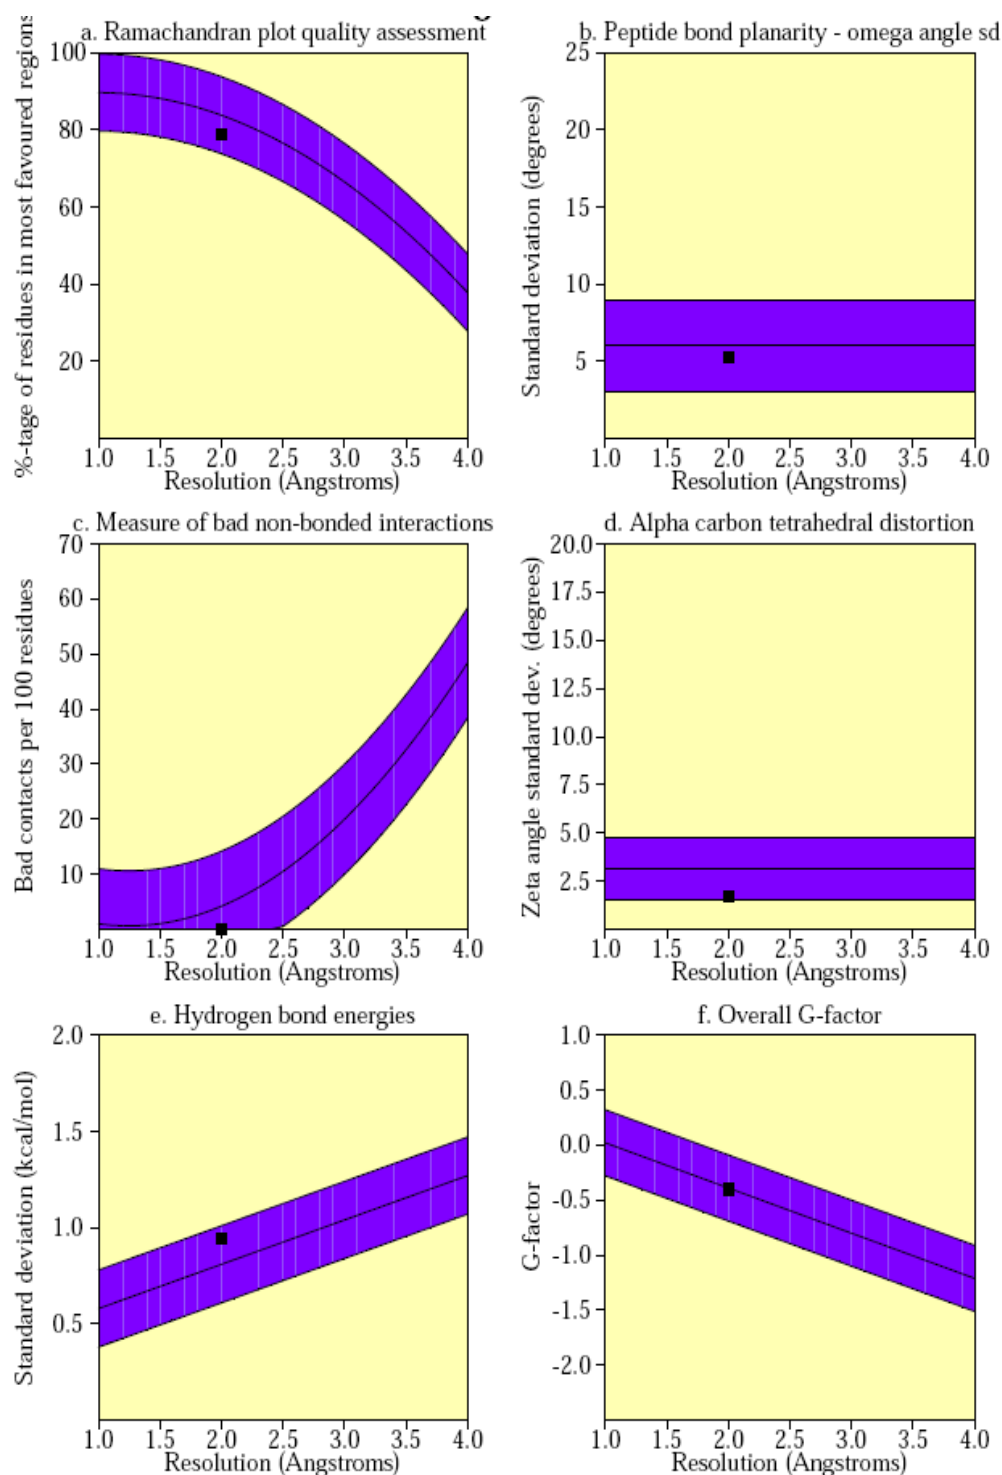 a. Ramachandran plot quality assessment
%-tage of residues in most favoured regions
100
80
60
40
20
1.0 1.5 2.0 2.5 3.0 3.5 4.0
Resolution (Angstroms)
b. Peptide bond planarity - omega angle sd
Standard deviation (degrees)
25
20
15
10
5
1.0 1.5 2.0 2.5 3.0 3.5 4.0
Resolution (Angstroms)
c. Measure of bad non-bonded interactions
Bad contacts per 100 residues
70
60
50
40
30
20
10
1.0 1.5 2.0 2.5 3.0 3.5 4.0
Resolution (Angstroms)
d. Alpha carbon tetrahedral distortion
Zeta angle standard dev. (degrees)
20.0
17.5
15.0
12.5
10.0
7.5
5.0
2.5
1.0 1.5 2.0 2.5 3.0 3.5 4.0
Resolution (Angstroms)
e. Hydrogen bond energies
Standard deviation (kcal/mol)
2.0
1.5
1.0
0.5
1.0 1.5 2.0 2.5 3.0 3.5 4.0
Resolution (Angstroms)
f. Overall G-factor
G-factor
1.0
0.5
0.0
-0.5
-1.0
-1.5
-2.0
1.0 1.5 2.0 2.5 3.0 3.5 4.0
Resolution (Angstroms)